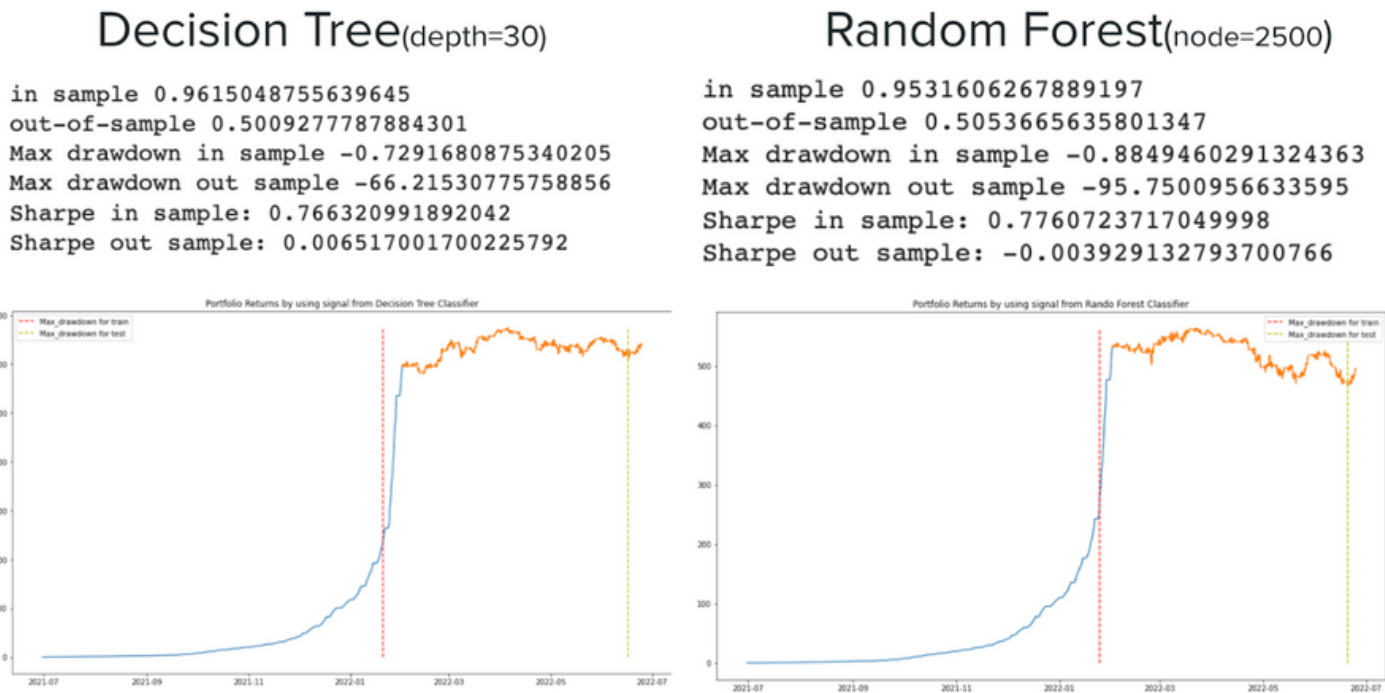 Decision Tree(depth=30)
in sample 0.9615048755639645
out-of-sample 0.5009277787884301
Max drawdown in sample -0.7291680875340205
Max drawdown out sample -66.21530775758856
Sharpe in sample: 0.766320991892042
Sharpe out sample: 0.006517001700225792
Portfolio Returns by using signal from Decision Tree Classifier
Max_drawdown for train
Max_drawdown for test
0
2021-07 2021-09 2021-11 2022-01 2022-03 2022-05 2022-07
Random Forest(node=2500)
in sample 0.9531606267889197
out-of-sample 0.5053665635801347
Max drawdown in sample -0.8849460291324363
Max drawdown out sample -95.7500956633595
Sharpe in sample: 0.7760723717049998
Sharpe out sample: -0.003929132793700766
Portfolio Returns by using signal from Rando Forest Classifier
Max_drawdown for train
Max_drawdown for test
500
400
300
200
100
0
2021-07 2021-09 2021-11 2022-01 2022-03 2022-05 2022-07